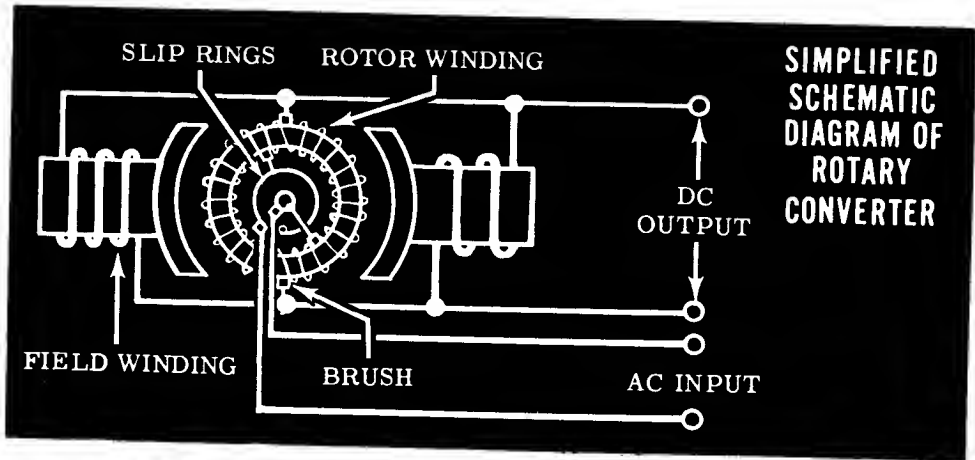 SLIP RINGS
ROTOR WINDING
SIMPLIFIED
SCHEMATIC
DIAGRAM OF
ROTARY
CONVERTER
DC
OUTPUT
FIELD WINDING
BRUSH
AC INPUT